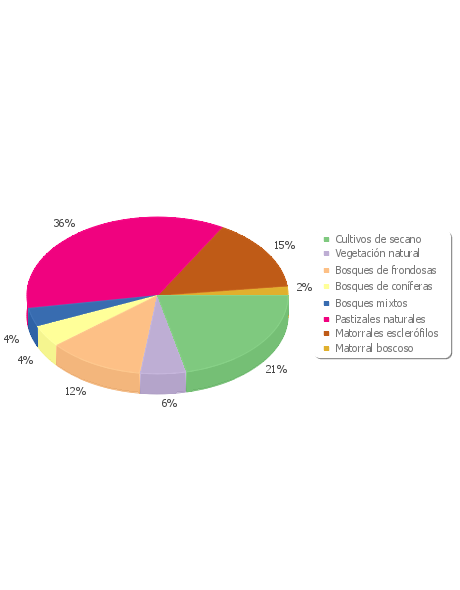 36%
15%
2%
4%
4%
12%
6%
21%
Cultivos de secano
Vegetación natural
Bosques de frondosas
Bosques de coníferas
Bosques mixtos
Pastizales naturales
Matorrales esclerófilos
Matorral boscoso